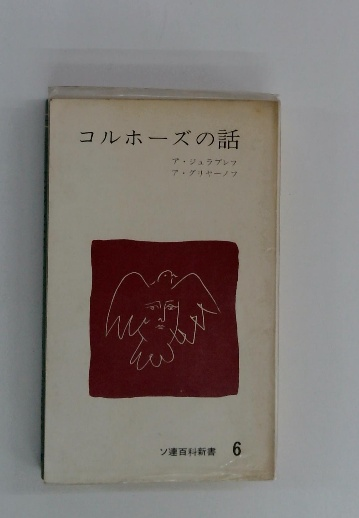 コルホーズの話
ア・ジュラブレフ
ア・グリャーノフ
ソ連百科新書 6